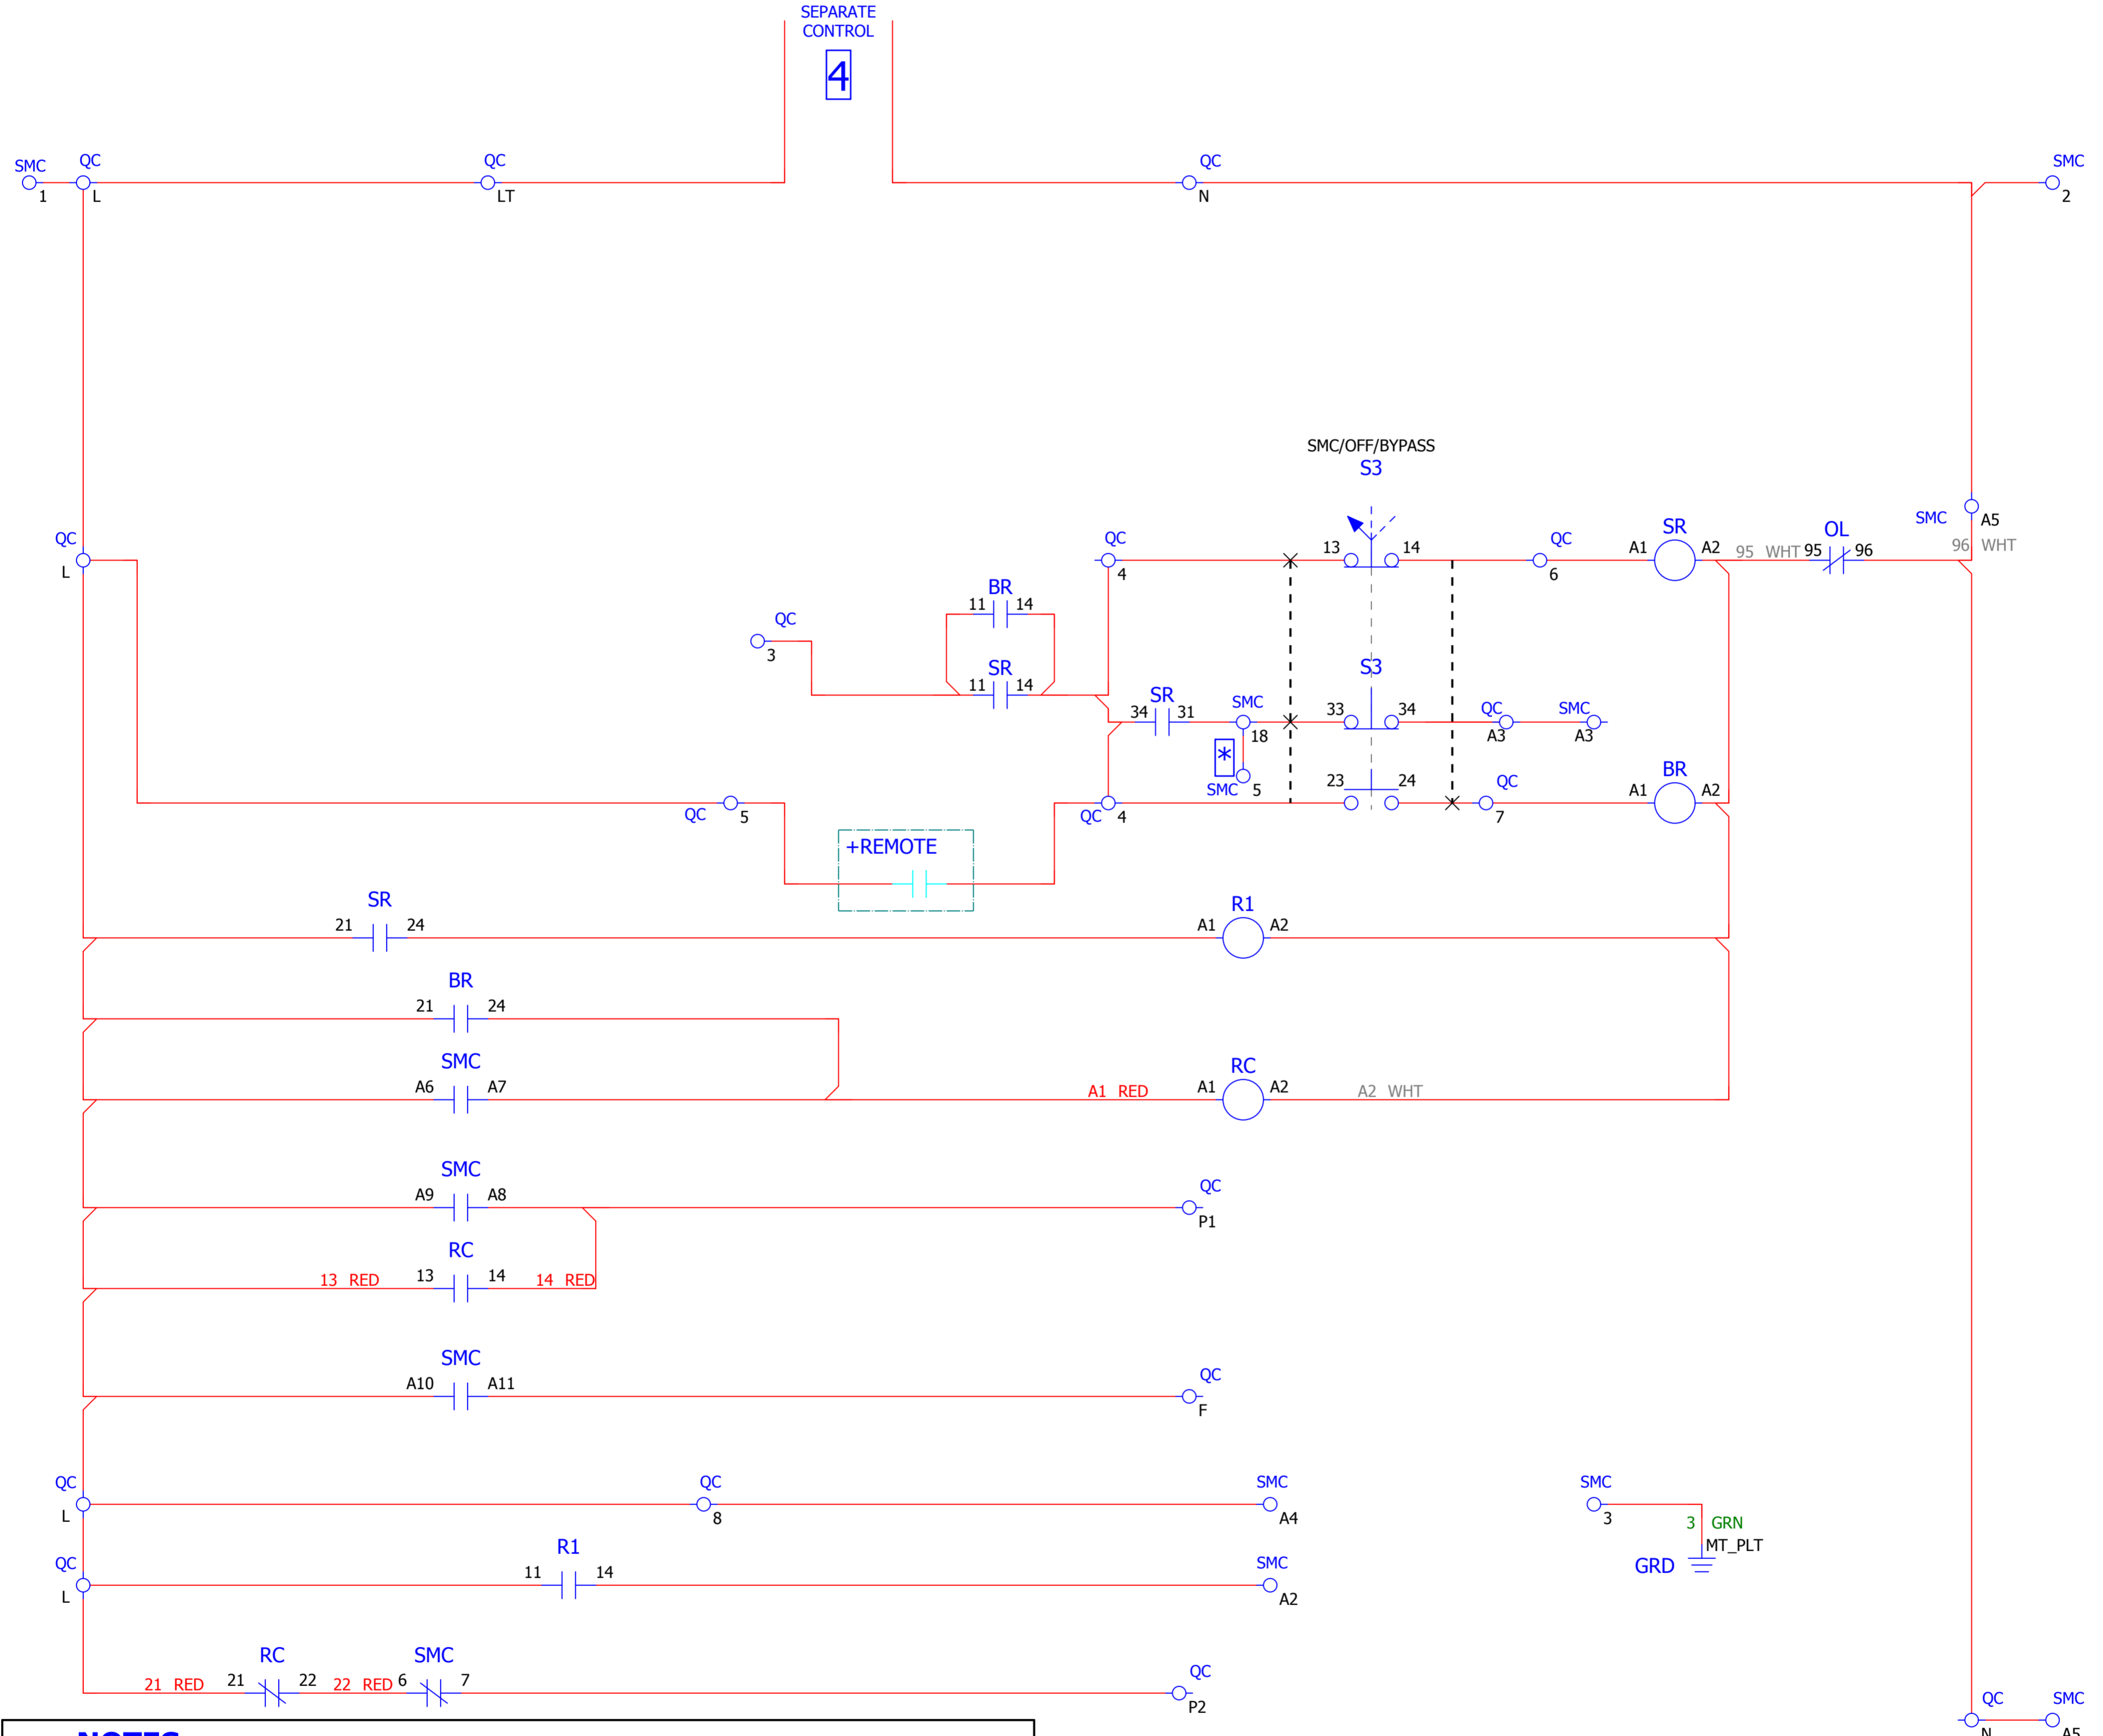 SEPARATE
CONTROL
4
SMC QC QC QC SMC
1 L LT N 2
SMC/OFF/BYPASS
S3
QC QC 13 14 QC A1 SR A2 95 WHT 95 OL 96 SMC A5
L 4 6 96 WHT
BR
11 14
QC
3
SR S3
11 14
SR SMC
34 31 33 34 QC SMC
18 A3 A3
*
SMC 5 23 24 QC A1 BR A2
QC 5 QC 4 7
+REMOTE
SR R1
21 24 A1 A2
BR
21 24
SMC RC
A6 A7 A1 RED A1 A2 A2 WHT
SMC QC
A9 A8 P1
RC
13 RED 13 14 14 RED
SMC QC
A10 A11 F
QC QC SMC SMC
L 8 A4 3 3 GRN
MT_PLT
GRD
QC R1 SMC
L 11 14 A2
RC SMC QC
21 RED 21 22 22 RED 6 7 P2
QC SMC
N A5
NOTES